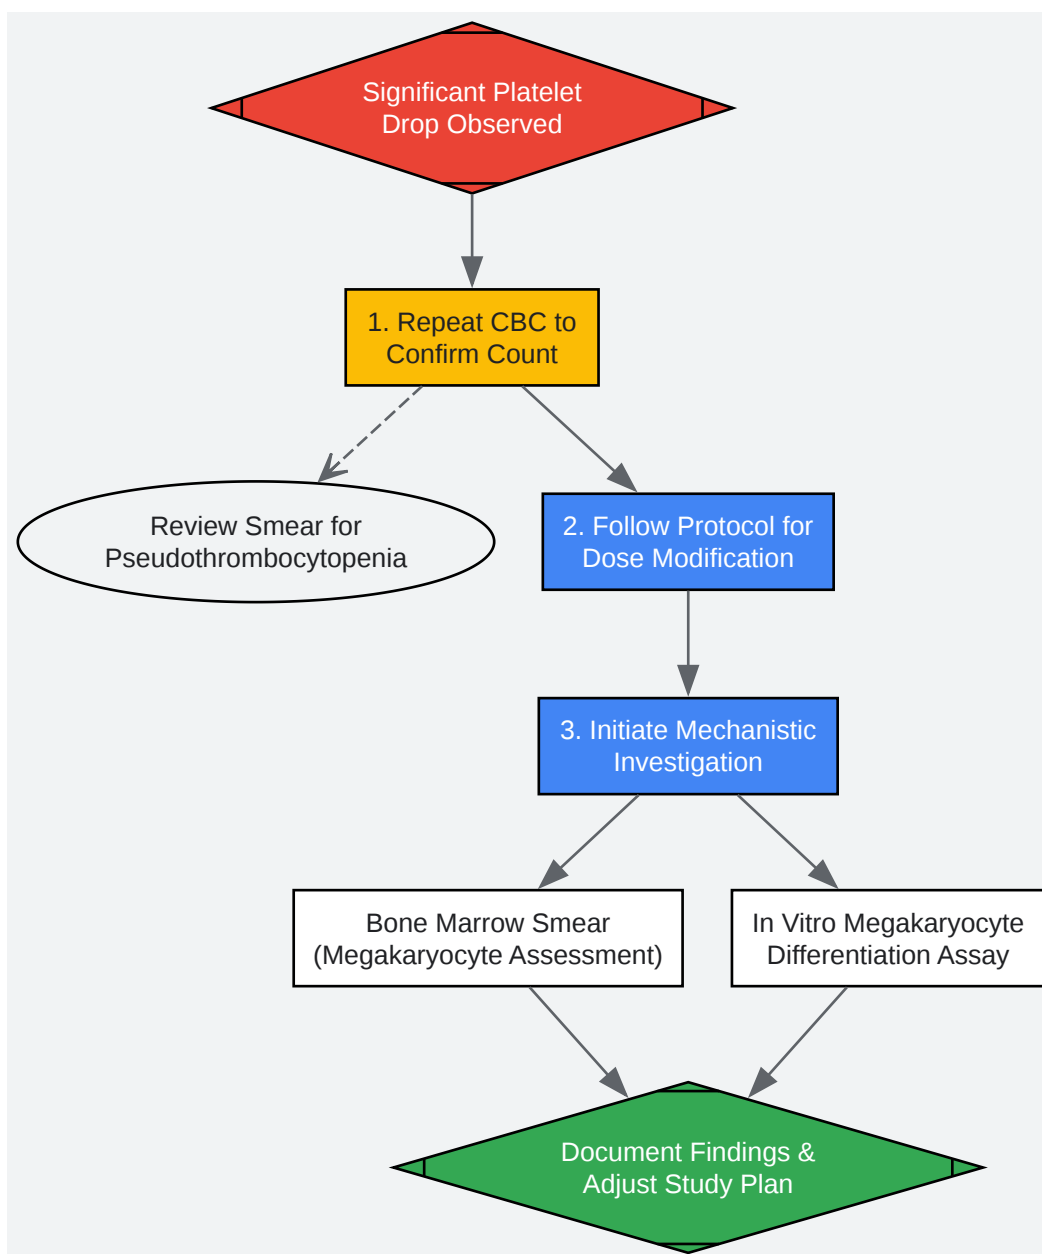 Significant Platelet
Drop Observed
1. Repeat CBC to
Confirm Count
Review Smear for
Pseudothrombocytopenia
2. Follow Protocol for
Dose Modification
3. Initiate Mechanistic
Investigation
Bone Marrow Smear
(Megakaryocyte Assessment)
In Vitro Megakaryocyte
Differentiation Assay
Document Findings &
Adjust Study Plan